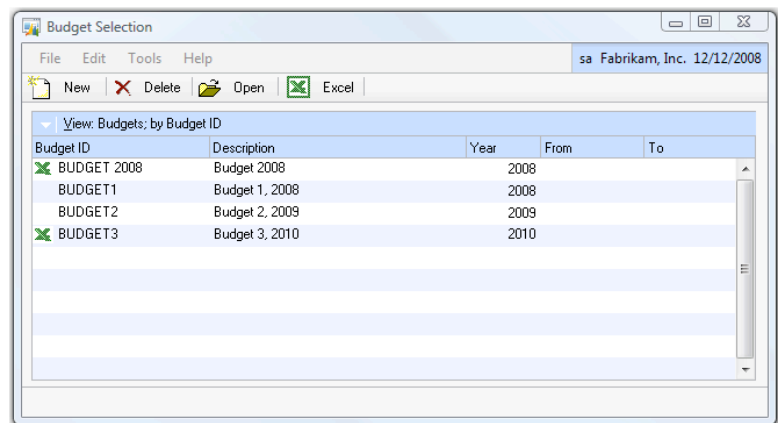 Budget Selection
File Edit Tools Help sa Fabrikam, Inc. 12/12/2008
New Delete Open Excel
View: Budgets; by Budget ID
Budget ID Description Year From To
BUDGET 2008 Budget 2008 2008
BUDGET1 Budget 1, 2008 2008
BUDGET2 Budget 2, 2009 2009
BUDGET3 Budget 3, 2010 2010